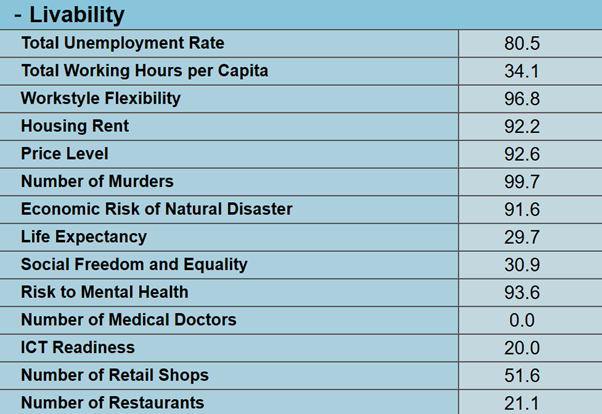 - Livability
Total Unemployment Rate 80.5
Total Working Hours per Capita 34.1
Workstyle Flexibility 96.8
Housing Rent 92.2
Price Level 92.6
Number of Murders 99.7
Economic Risk of Natural Disaster 91.6
Life Expectancy 29.7
Social Freedom and Equality 30.9
Risk to Mental Health 93.6
Number of Medical Doctors 0.0
ICT Readiness 20.0
Number of Retail Shops 51.6
Number of Restaurants 21.1